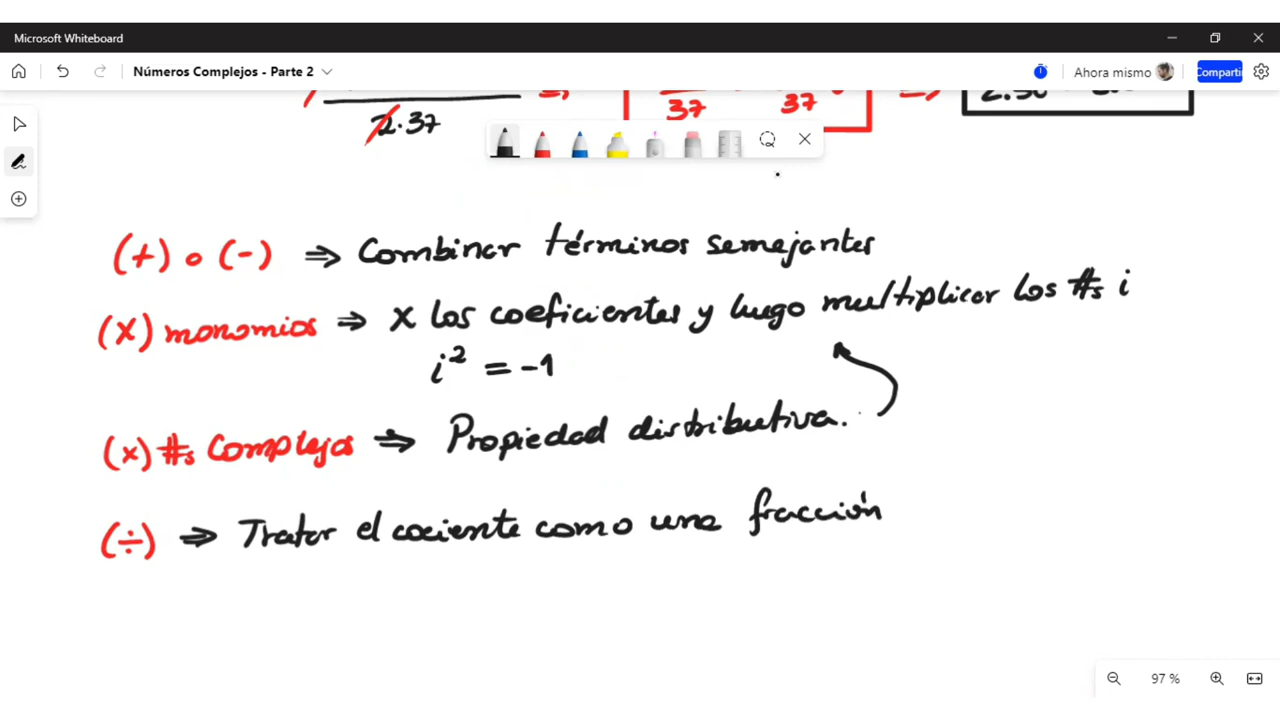 Microsoft Whiteboard
Números Complejos - Parte 2
Ahora mismo
Comparti
2.37
37
37
(+) o (-) ⇒ Combinar términos semejantes
(X) monomios ⇒ X los coeficientes y luego multiplicar los #s i
i² = -1
(x) #s Complejos ⇒ Propiedad distributiva.
(÷) ⇒ Tratar el cociente como una fracción
97 %